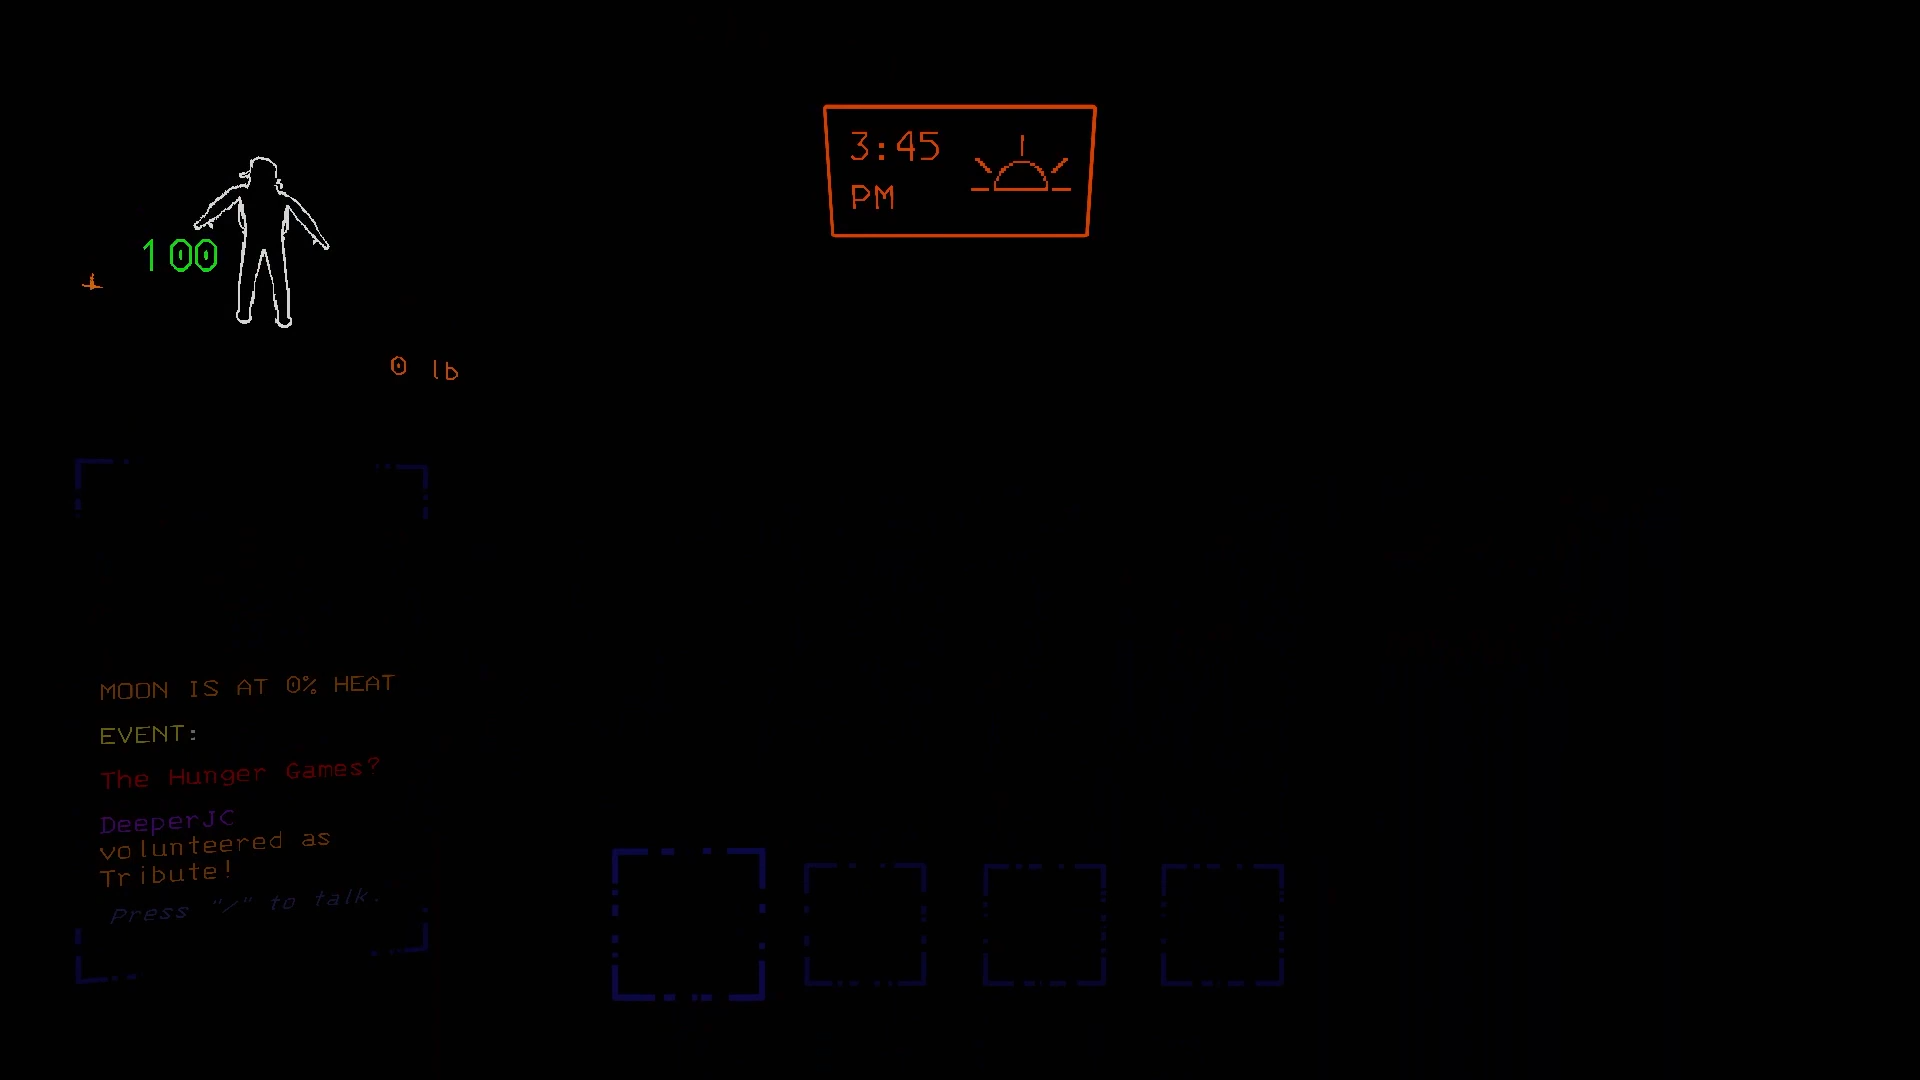 3:45
PM
100
0 lb
MOON IS AT 0% HEAT
EVENT:
The Hunger Games?
DeeperJC
volunteered as
Tribute!
Press "/" to talk.